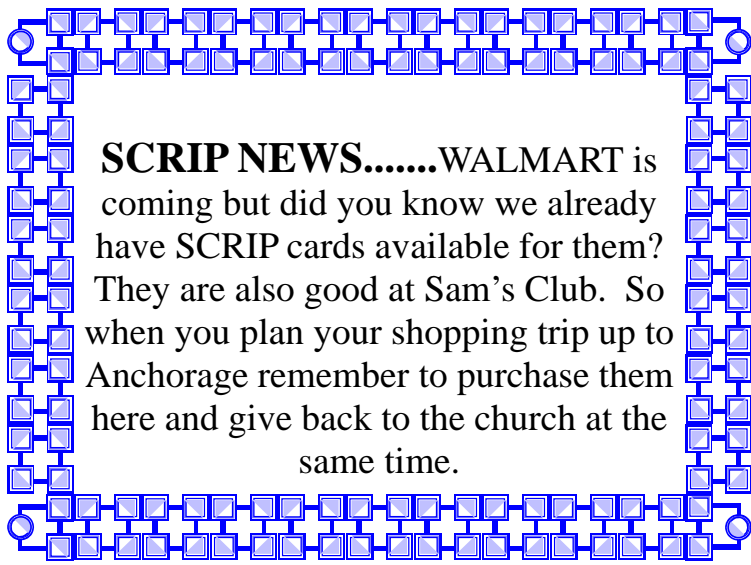 SCRIP NEWS.......WALMART is
coming but did you know we already
have SCRIP cards available for them?
They are also good at Sam's Club.  So
when you plan your shopping trip up to
Anchorage remember to purchase them
here and give back to the church at the
same time.